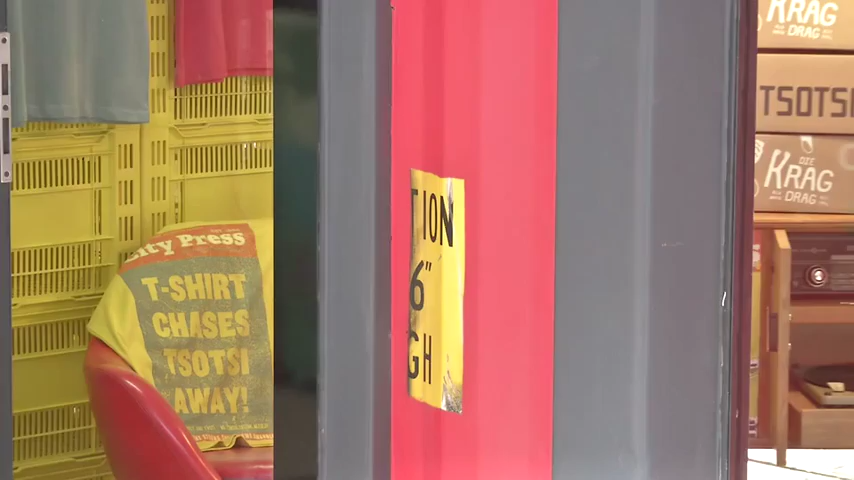 City Press
T-SHIRT
CHASES
TSOTSI
AWAY!
TION
6"
GH
KRAG
DRAG
TSOTSI
DIE
KRAG
DRAG